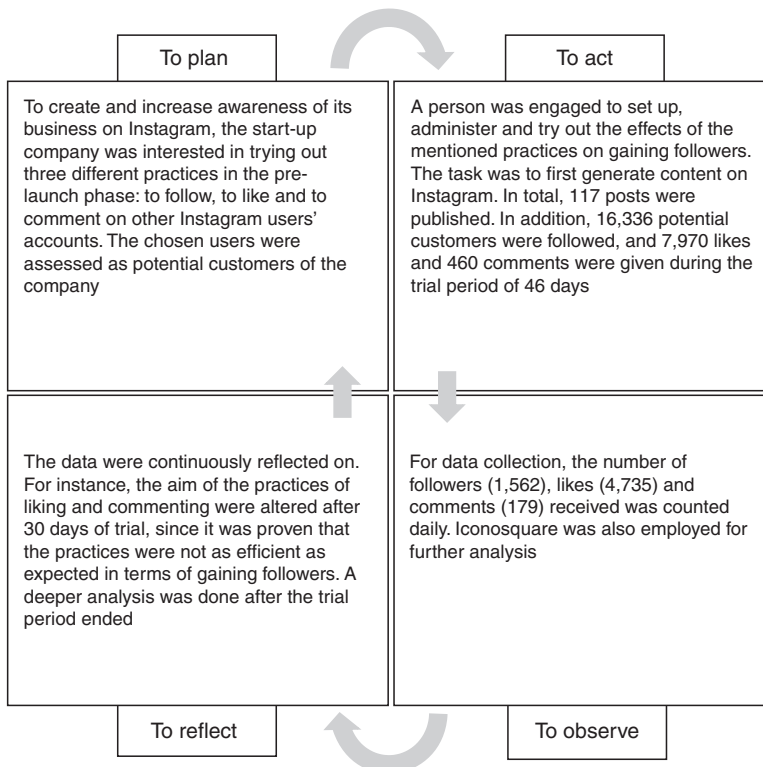 To plan
To create and increase awareness of its
business on Instagram, the start-up
company was interested in trying out
three different practices in the pre-
launch phase: to follow, to like and to
comment on other Instagram users'
accounts. The chosen users were
assessed as potential customers of the
company
To act
A person was engaged to set up,
administer and try out the effects of the
mentioned practices on gaining followers.
The task was to first generate content on
Instagram. In total, 117 posts were
published. In addition, 16,336 potential
customers were followed, and 7,970 likes
and 460 comments were given during the
trial period of 46 days
The data were continuously reflected on.
For instance, the aim of the practices of
liking and commenting were altered after
30 days of trial, since it was proven that
the practices were not as efficient as
expected in terms of gaining followers. A
deeper analysis was done after the trial
period ended
To reflect
For data collection, the number of
followers (1,562), likes (4,735) and
comments (179) received was counted
daily. Iconosquare was also employed for
further analysis
To observe